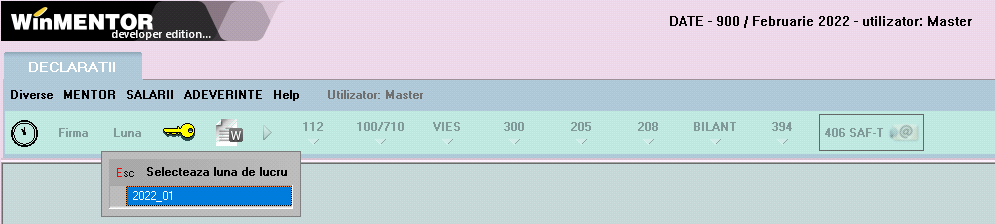 WinMENTOR
developer edition...
DATE - 900 / Februarie 2022 - utilizator: Master
DECLARATII
Diverse MENTOR SALARII ADEVERINTE Help Utilizator: Master
Firma Luna W 112 100/710 VIES 300 205 208 BILANT 394 406 SAF-T @
Esc Selecteaza luna de lucru
2022_01